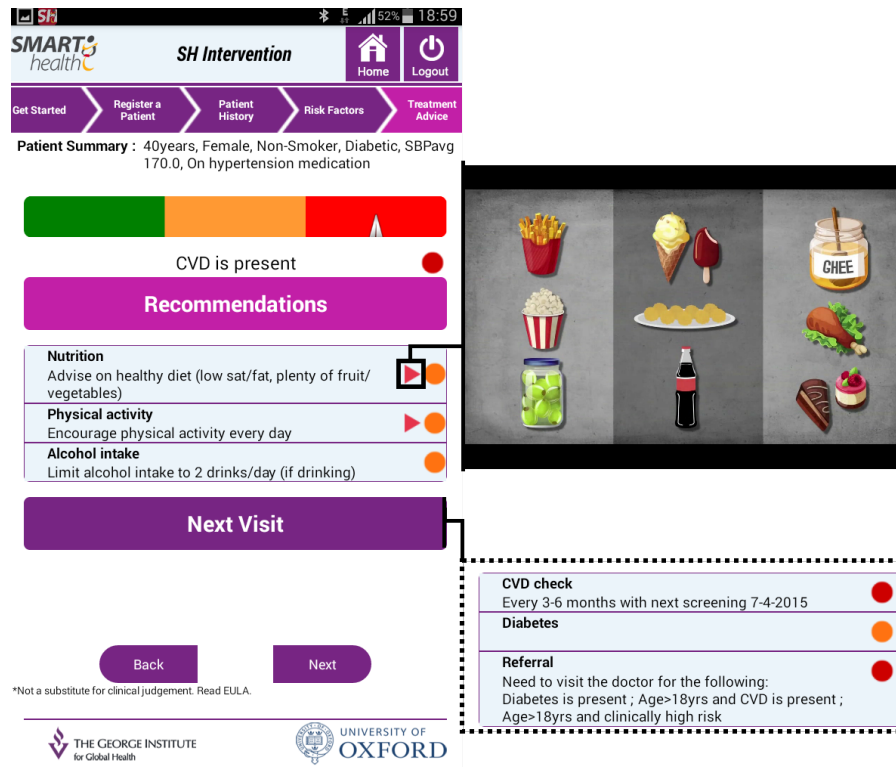 Sh
E
52%
18:59
SMART
health
SH Intervention
Home
Logout
Get Started
Register a
Patient
Patient
History
Risk Factors
Treatment
Advice
Patient Summary : 40years, Female, Non-Smoker, Diabetic, SBPavg
170.0, On hypertension medication
CVD is present
Recommendations
Nutrition
Advise on healthy diet (low sat/fat, plenty of fruit/
vegetables)
Physical activity
Encourage physical activity every day
Alcohol intake
Limit alcohol intake to 2 drinks/day (if drinking)
GHEE
Next Visit
CVD check
Every 3-6 months with next screening 7-4-2015
Diabetes
Referral
Need to visit the doctor for the following:
Diabetes is present ; Age>18yrs and CVD is present ;
Age>18yrs and clinically high risk
Back
Next
*Not a substitute for clinical judgement. Read EULA.
THE GEORGE INSTITUTE
for Global Health
UNIVERSITY OF
OXFORD